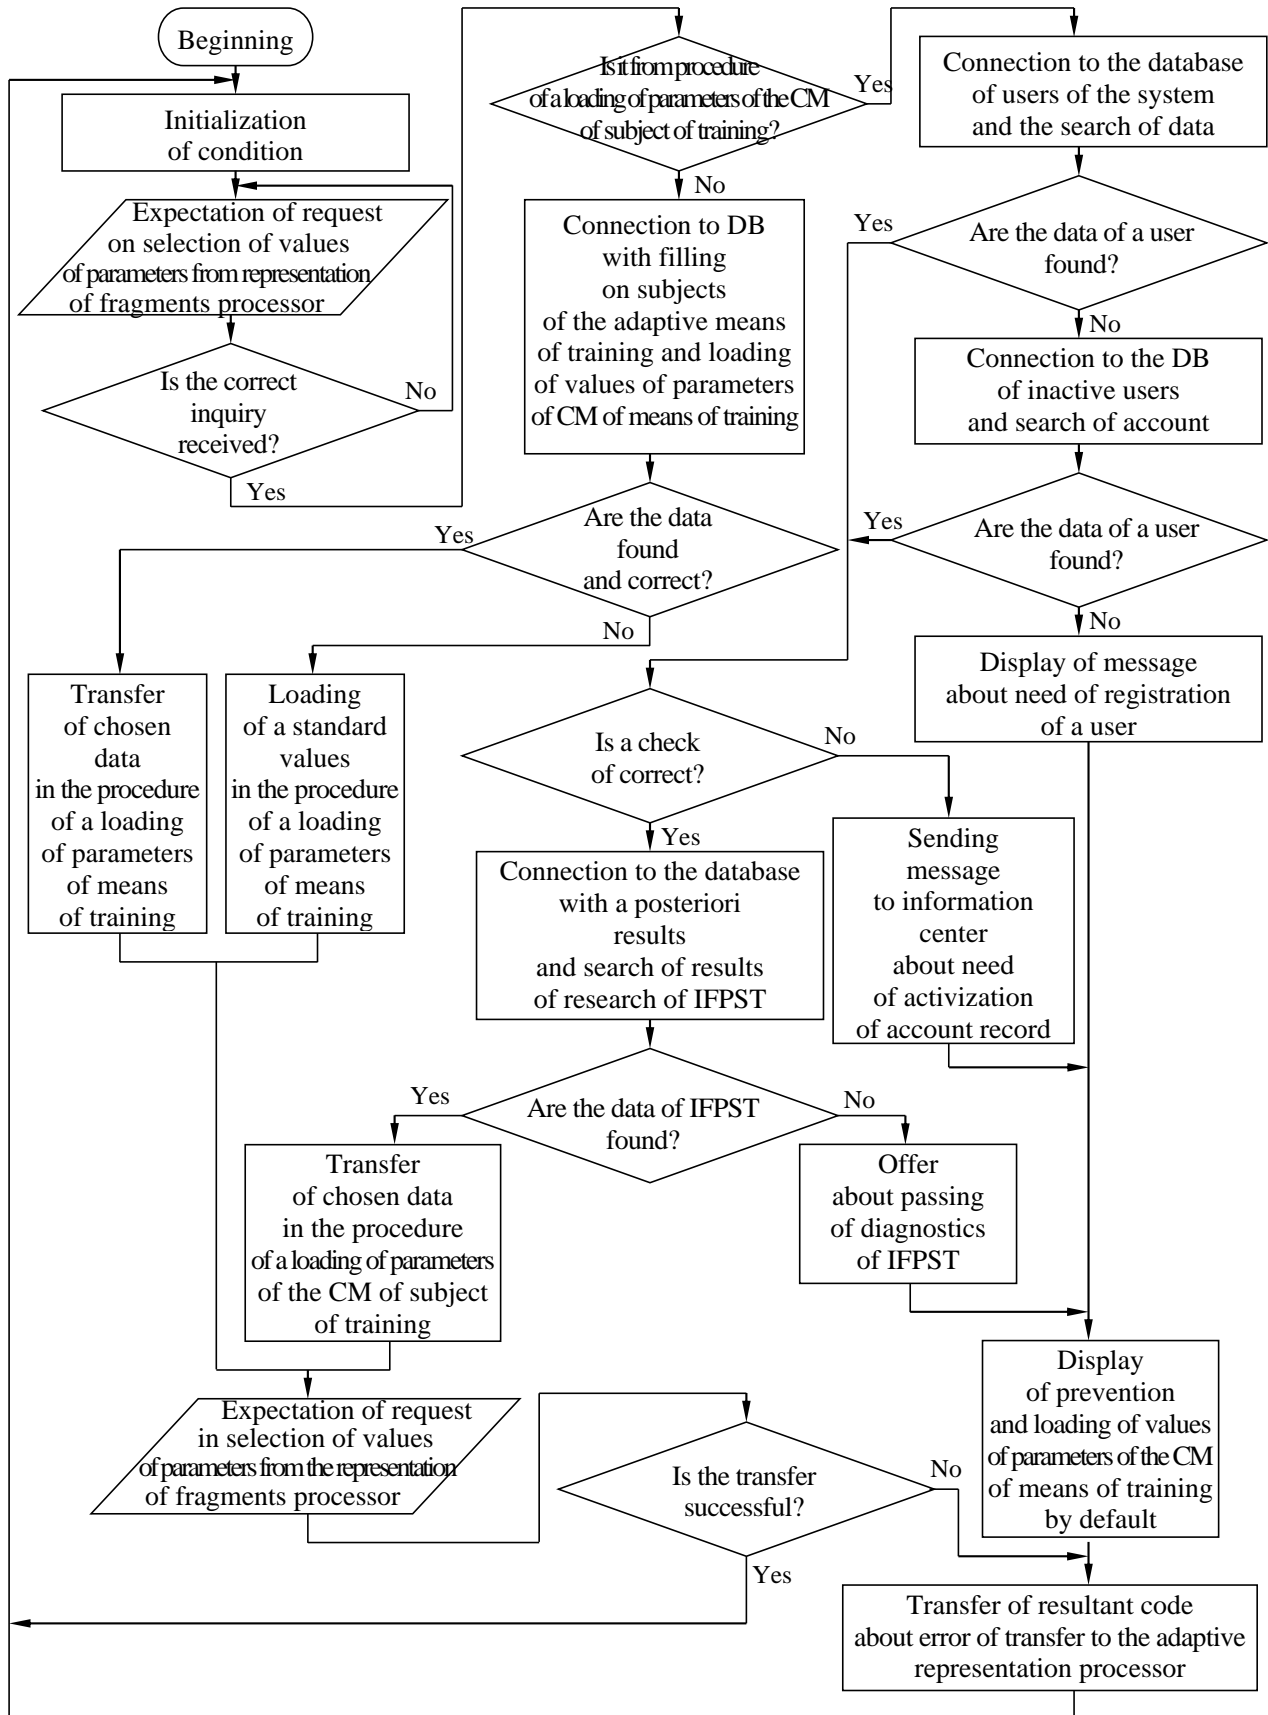 Beginning
Initialization
of condition
Expectation of request
on selection of values
of parameters from representation
of fragments processor
Is the correct
inquiry
received?
No
Yes
Is it from procedure
of a loading of parameters of the CM
of subject of training?
Yes
No
Connection to the database
of users of the system
and the search of data
Connection to DB
with filling
on subjects
of the adaptive means
of training and loading
of values of parameters
of CM of means of training
Yes
Are the data of a user
found?
No
Connection to the DB
of inactive users
and search of account
Yes
Are the data
found
and correct?
No
Yes
Are the data of a user
found?
No
Transfer
of chosen
data
in the procedure
of a loading
of parameters
of means
of training
Loading
of a standard
values
in the procedure
of a loading
of parameters
of means
of training
Display of message
about need of registration
of a user
Is a check
of correct?
No
Yes
Connection to the database
with a posteriori
results
and search of results
of research of IFPST
Sending
message
to information
center
about need
of activization
of account record
Yes
Are the data of IFPST
found?
No
Transfer
of chosen data
in the procedure
of a loading of parameters
of the CM of subject
of training
Offer
about passing
of diagnostics
of IFPST
Display
of prevention
and loading of values
of parameters of the CM
of means of training
by default
Expectation of request
in selection of values
of parameters from the representation
of fragments processor
Is the transfer
successful?
No
Yes
Transfer of resultant code
about error of transfer to the adaptive
representation processor